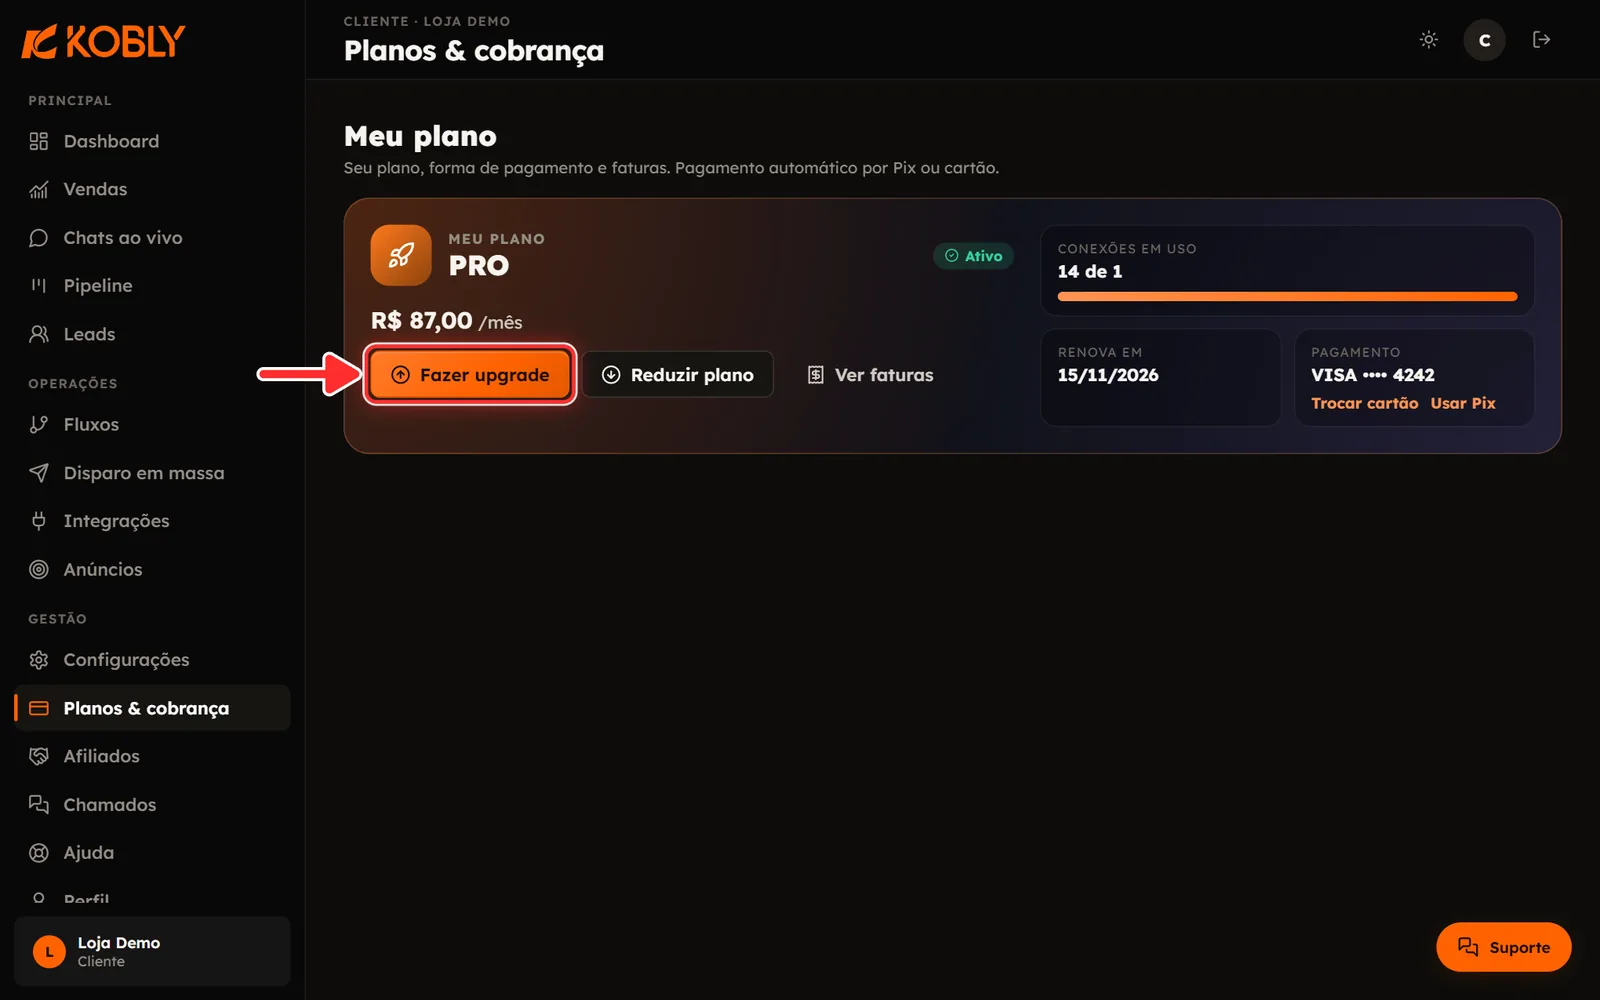 KOBLY
PRINCIPAL
Dashboard
Vendas
Chats ao vivo
Pipeline
Leads
OPERAÇÕES
Fluxos
Disparo em massa
Integrações
Anúncios
GESTÃO
Configurações
Planos & cobrança
Afiliados
Chamados
Ajuda
Perfil
L
Loja Demo
Cliente
CLIENTE · LOJA DEMO
Planos & cobrança
C
Meu plano
Seu plano, forma de pagamento e faturas. Pagamento automático por Pix ou cartão.
MEU PLANO
PRO
Ativo
R$ 87,00 /mês
Fazer upgrade
Reduzir plano
Ver faturas
CONEXÕES EM USO
14 de 1
RENOVA EM
15/11/2026
PAGAMENTO
VISA •••• 4242
Trocar cartão Usar Pix
Suporte